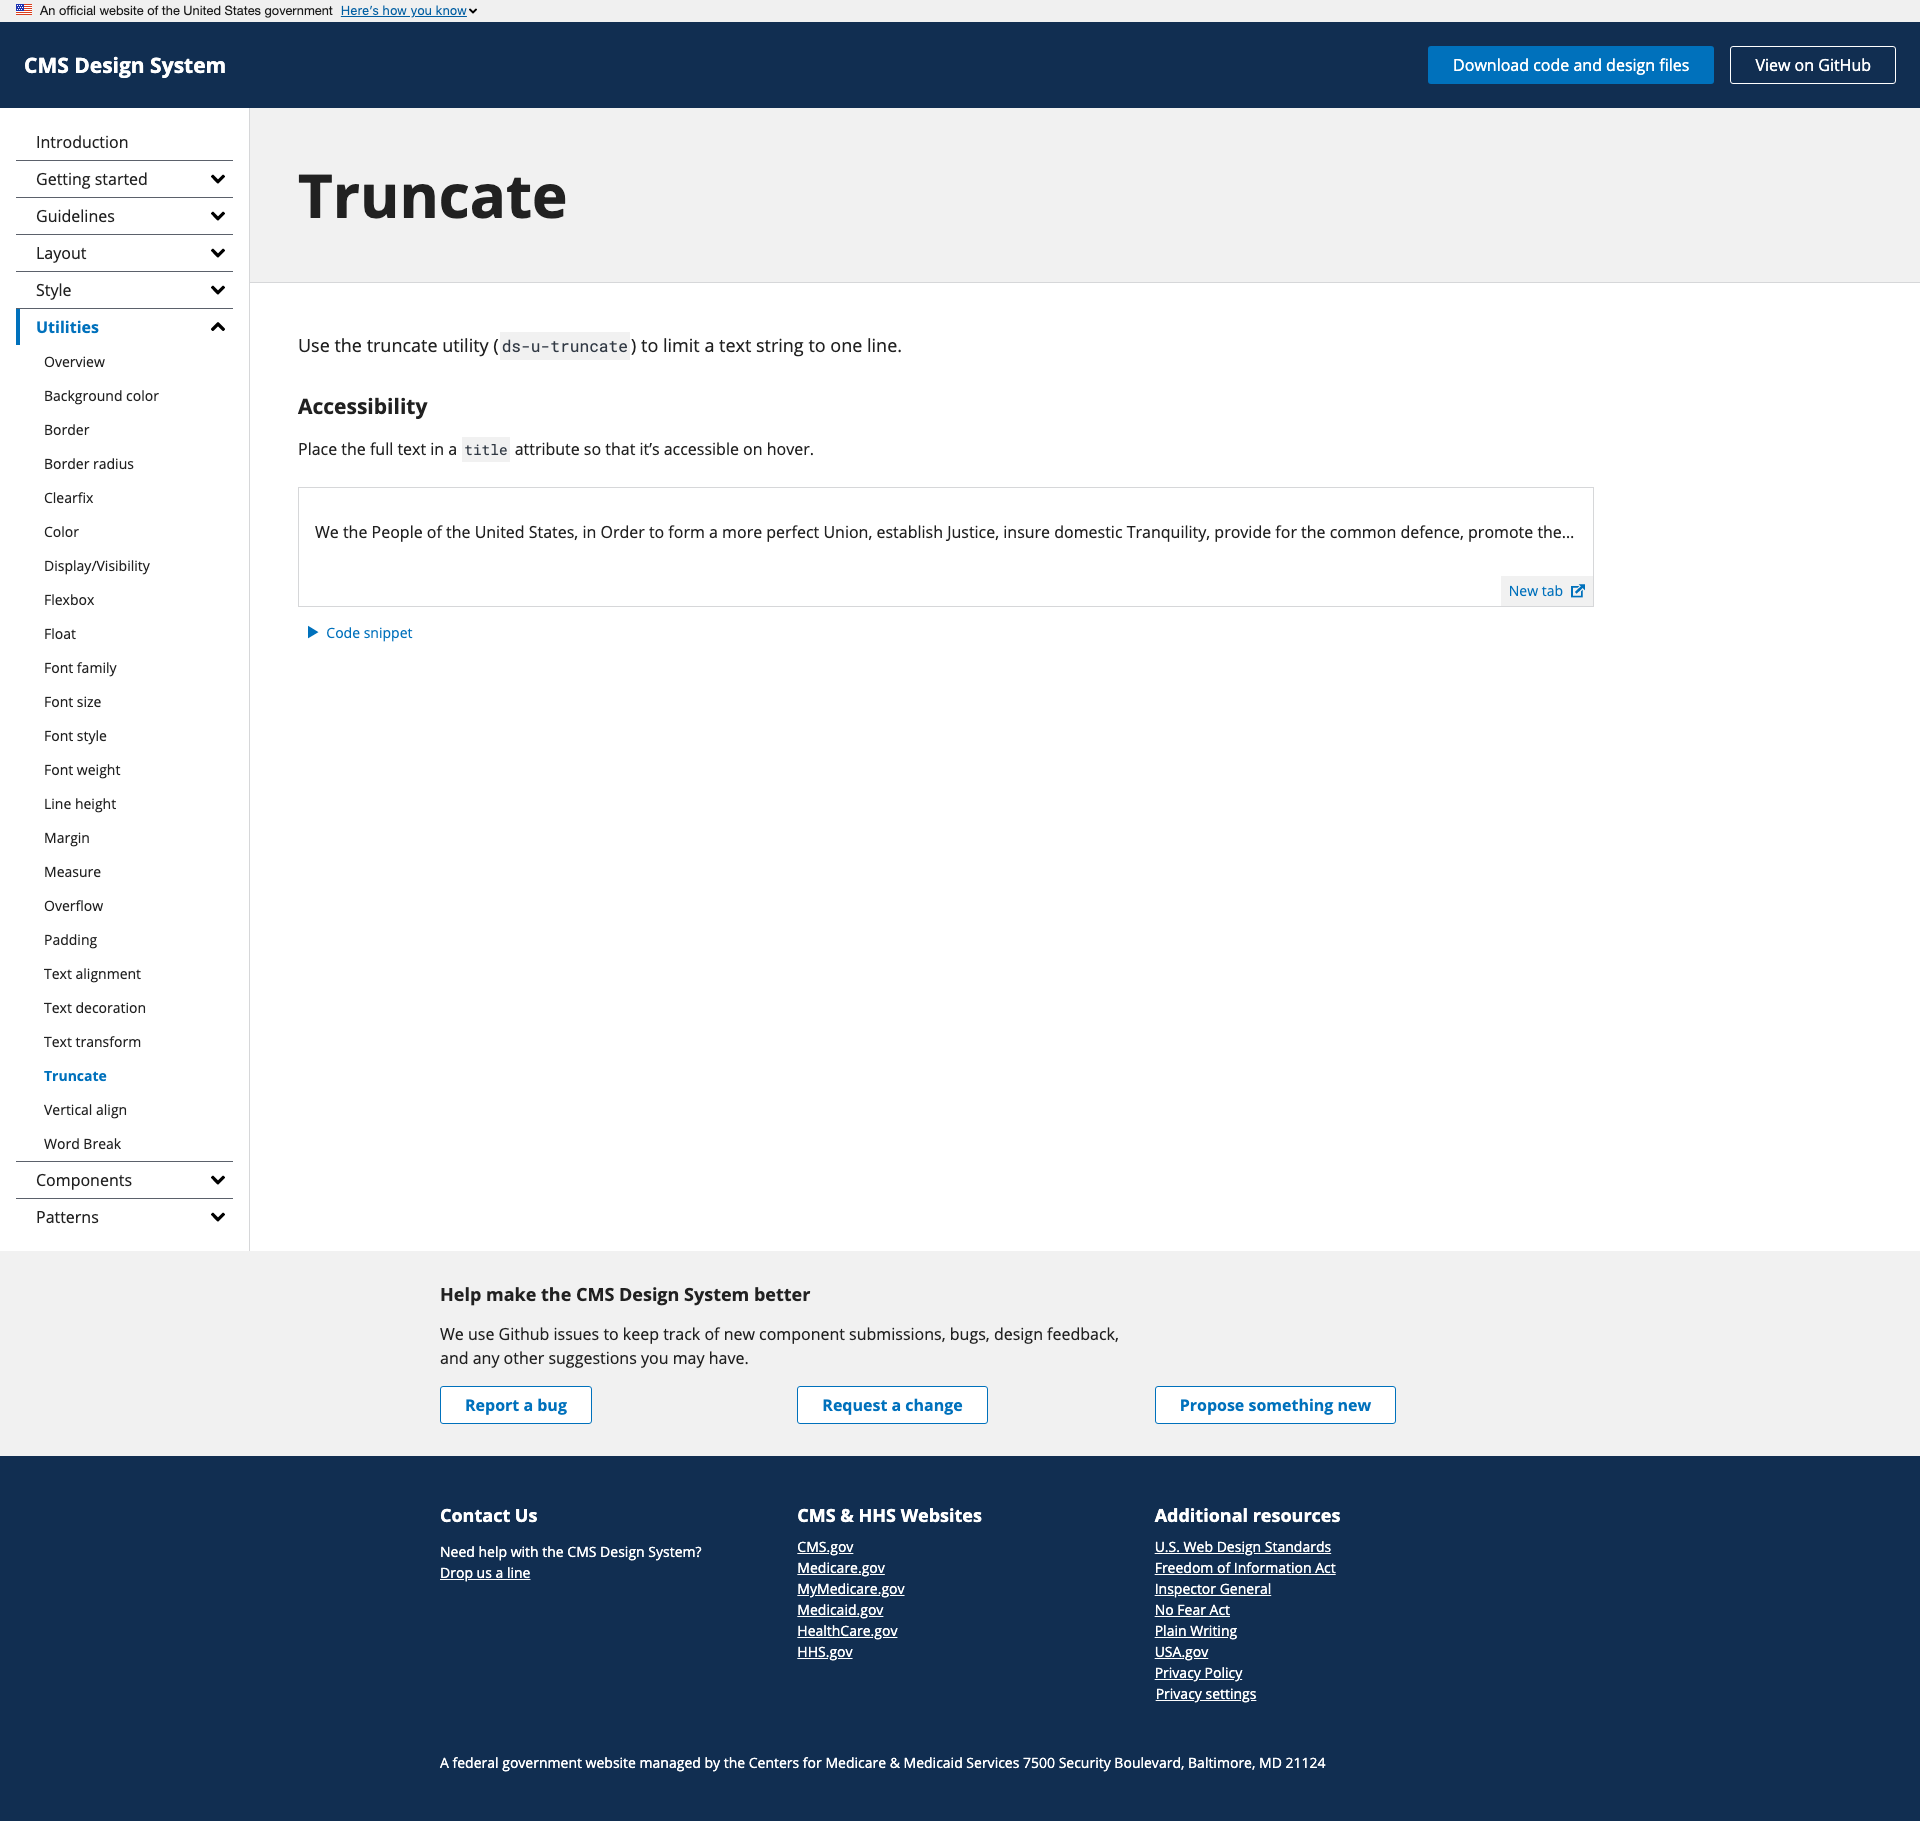 An official website of the United States government Here's how you know
CMS Design System
Download code and design files
View on GitHub
Introduction
Getting started
Guidelines
Layout
Style
Utilities
Overview
Background color
Border
Border radius
Clearfix
Color
Display/Visibility
Flexbox
Float
Font family
Font size
Font style
Font weight
Line height
Margin
Measure
Overflow
Padding
Text alignment
Text decoration
Text transform
Truncate
Vertical align
Word Break
Components
Patterns
Truncate
Use the truncate utility (ds-u-truncate) to limit a text string to one line.
Accessibility
Place the full text in a title attribute so that it’s accessible on hover.
We the People of the United States, in Order to form a more perfect Union, establish Justice, insure domestic Tranquility, provide for the common defence, promote the...
New tab
Code snippet
Help make the CMS Design System better
We use Github issues to keep track of new component submissions, bugs, design feedback,
and any other suggestions you may have.
Report a bug
Request a change
Propose something new
Contact Us
Need help with the CMS Design System?
Drop us a line
CMS & HHS Websites
CMS.gov
Medicare.gov
MyMedicare.gov
Medicaid.gov
HealthCare.gov
HHS.gov
Additional resources
U.S. Web Design Standards
Freedom of Information Act
Inspector General
No Fear Act
Plain Writing
USA.gov
Privacy Policy
Privacy settings
A federal government website managed by the Centers for Medicare & Medicaid Services 7500 Security Boulevard, Baltimore, MD 21124